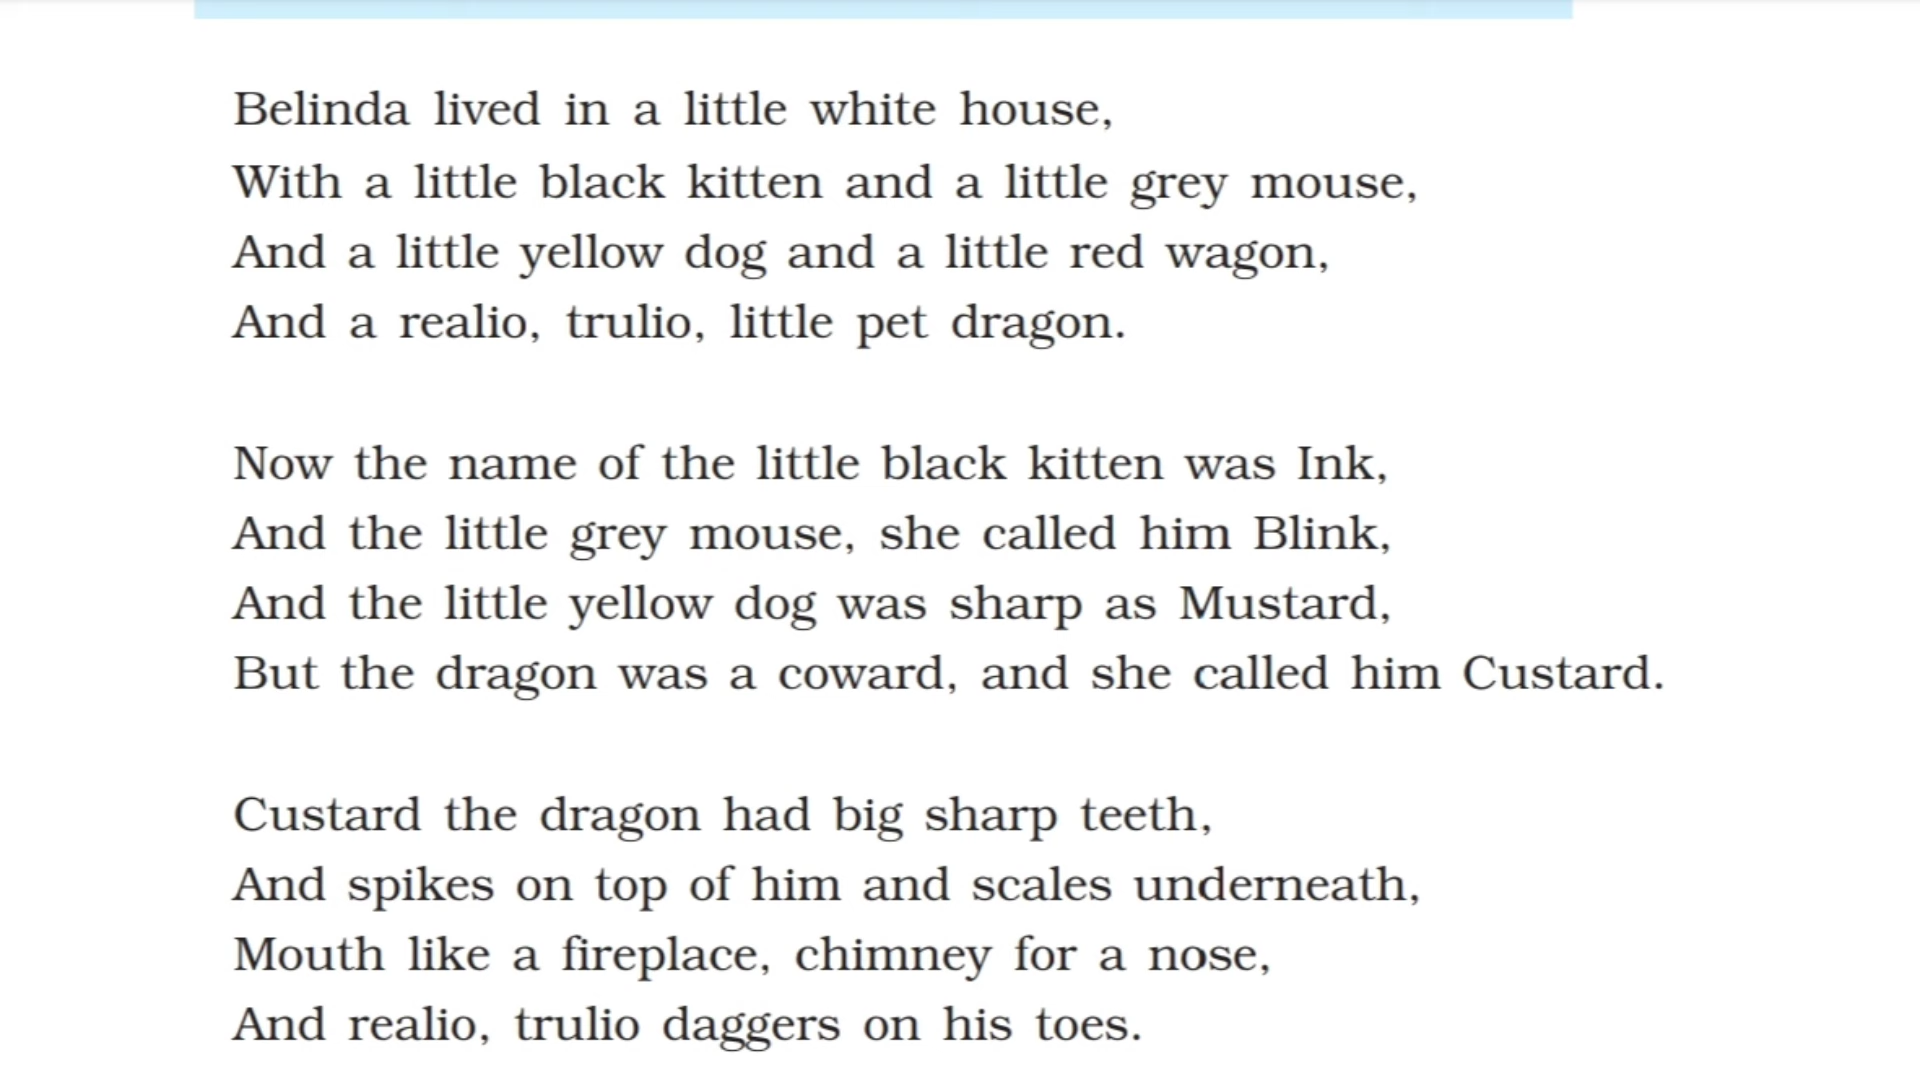 Belinda lived in a little white house,
With a little black kitten and a little grey mouse,
And a little yellow dog and a little red wagon,
And a realio, trulio, little pet dragon.
Now the name of the little black kitten was Ink,
And the little grey mouse, she called him Blink,
And the little yellow dog was sharp as Mustard,
But the dragon was a coward, and she called him Custard.
Custard the dragon had big sharp teeth,
And spikes on top of him and scales underneath,
Mouth like a fireplace, chimney for a nose,
And realio, trulio daggers on his toes.